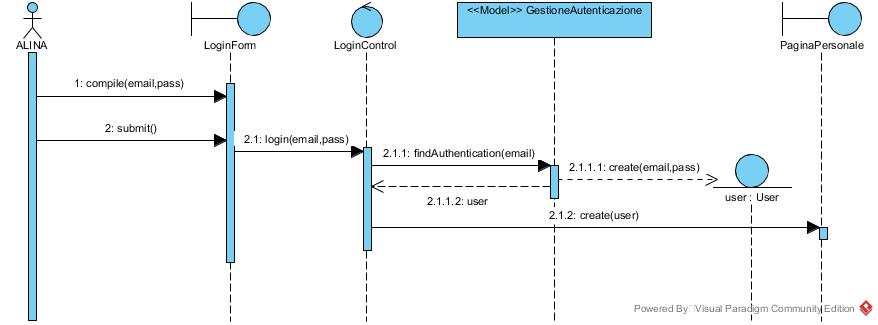 <<Model>> GestioneAutenticazione
ALINA
LoginForm
LoginControl
PaginaPersonale
1: compile(email,pass)
2: submit()
2.1: login(email,pass)
2.1.1: findAuthentication(email)
2.1.1.1: create(email,pass)
2.1.1.2: user
user : User
2.1.2: create(user)
Powered By Visual Paradigm Community Edition